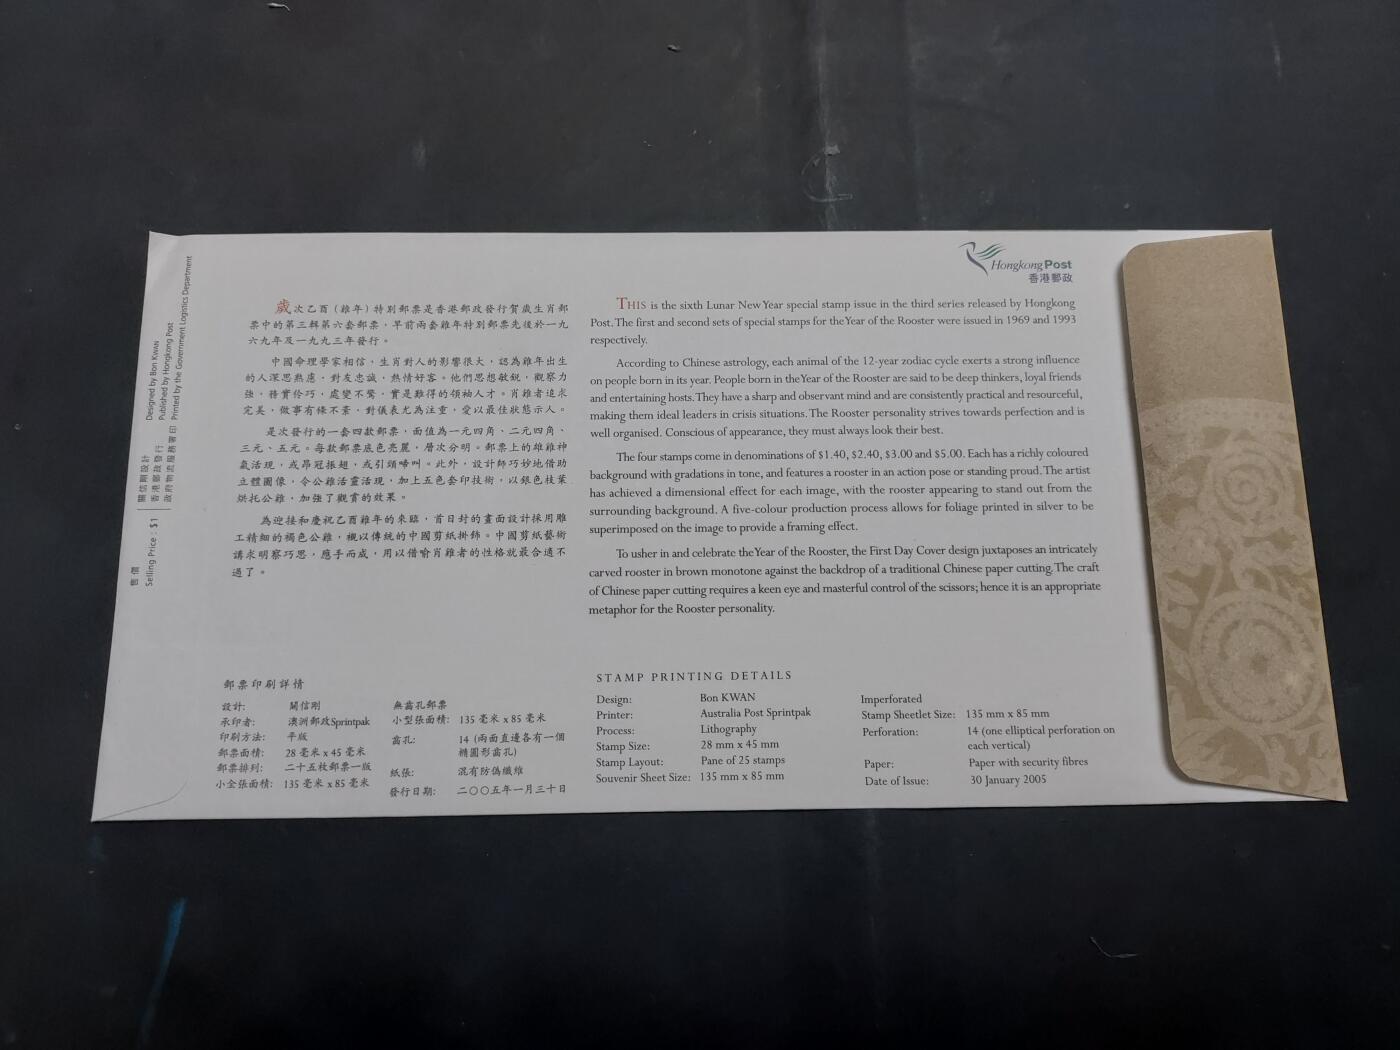 HongkongPost
香港郵政
歲次乙酉（雞年）特別郵票是香港郵政發行賀歲生肖郵
票中的第三輯第六套郵票，早前兩套雞年特別郵票先後於一九
六九年及一九九三年發行。
中國命理學家相信，生肖對人的影響很大，認為雞年出生
的人深思熟慮，對友忠誠，熱情好客。他們思想敏銳，觀察力
強，務實伶巧，處變不驚，實是難得的領袖人才。肖雞者追求
完美，做事有條不紊，對儀表尤為注重，愛以最佳狀態示人。
是次發行的一套四款郵票，面值為一元四角、二元四角、
三元、五元。每款郵票底色亮麗，層次分明。郵票上的雄雞神
氣活現，或昂冠振翅，或引頸啼叫。此外，設計師巧妙地借助
立體圖像，令公雞活靈活現，加上五色套印技術，以銀色枝葉
烘托公雞，加強了觀賞的效果。
為迎接和慶祝乙酉雞年的來臨，首日封的畫面設計採用雕
工精細的褐色公雞，襯以傳統的中國剪紙掛飾。中國剪紙藝術
講求明察巧思，應手而成，用以借喻肖雞者的性格就最合適不
過了。
THIS is the sixth Lunar New Year special stamp issue in the third series released by Hongkong
Post. The first and second sets of special stamps for the Year of the Rooster were issued in 1969 and 1993
respectively.
According to Chinese astrology, each animal of the 12-year zodiac cycle exerts a strong influence
on people born in its year. People born in the Year of the Rooster are said to be deep thinkers, loyal friends
and entertaining hosts. They have a sharp and observant mind and are consistently practical and resourceful,
making them ideal leaders in crisis situations. The Rooster personality strives towards perfection and is
well organised. Conscious of appearance, they must always look their best.
The four stamps come in denominations of $1.40, $2.40, $3.00 and $5.00. Each has a richly coloured
background with gradations in tone, and features a rooster in an action pose or standing proud. The artist
has achieved a dimensional effect for each image, with the rooster appearing to stand out from the
surrounding background. A five-colour production process allows for foliage printed in silver to be
superimposed on the image to provide a framing effect.
To usher in and celebrate the Year of the Rooster, the First Day Cover design juxtaposes an intricately
carved rooster in brown monotone against the backdrop of a traditional Chinese paper cutting. The craft
of Chinese paper cutting requires a keen eye and masterful control of the scissors; hence it is an appropriate
metaphor for the Rooster personality.
郵票印刷詳情
設計: 關信剛
承印者: 澳洲郵政Sprintpak
印刷方法: 平版
郵票面積: 28 毫米 x 45 毫米
郵票排列: 二十五枚郵票一版
小全張面積: 135 毫米 x 85 毫米
無齒孔郵票
小型張面積: 135 毫米 x 85 毫米
齒孔: 14 (兩面直邊各有一個
橢圓形齒孔)
紙張: 混有防偽纖維
發行日期: 二〇〇五年一月三十日
STAMP PRINTING DETAILS
Design: Bon KWAN
Printer: Australia Post Sprintpak
Process: Lithography
Stamp Size: 28 mm x 45 mm
Stamp Layout: Pane of 25 stamps
Souvenir Sheet Size: 135 mm x 85 mm
Imperforated
Stamp Sheetlet Size: 135 mm x 85 mm
Perforation: 14 (one elliptical perforation on
each vertical)
Paper: Paper with security fibres
Date of Issue: 30 January 2005
售價
Selling Price : $1
關信剛設計
香港郵政發行
政府物流服務署印
Designed by Bon KWAN
Published by Hongkong Post
Printed by the Government Logistics Department